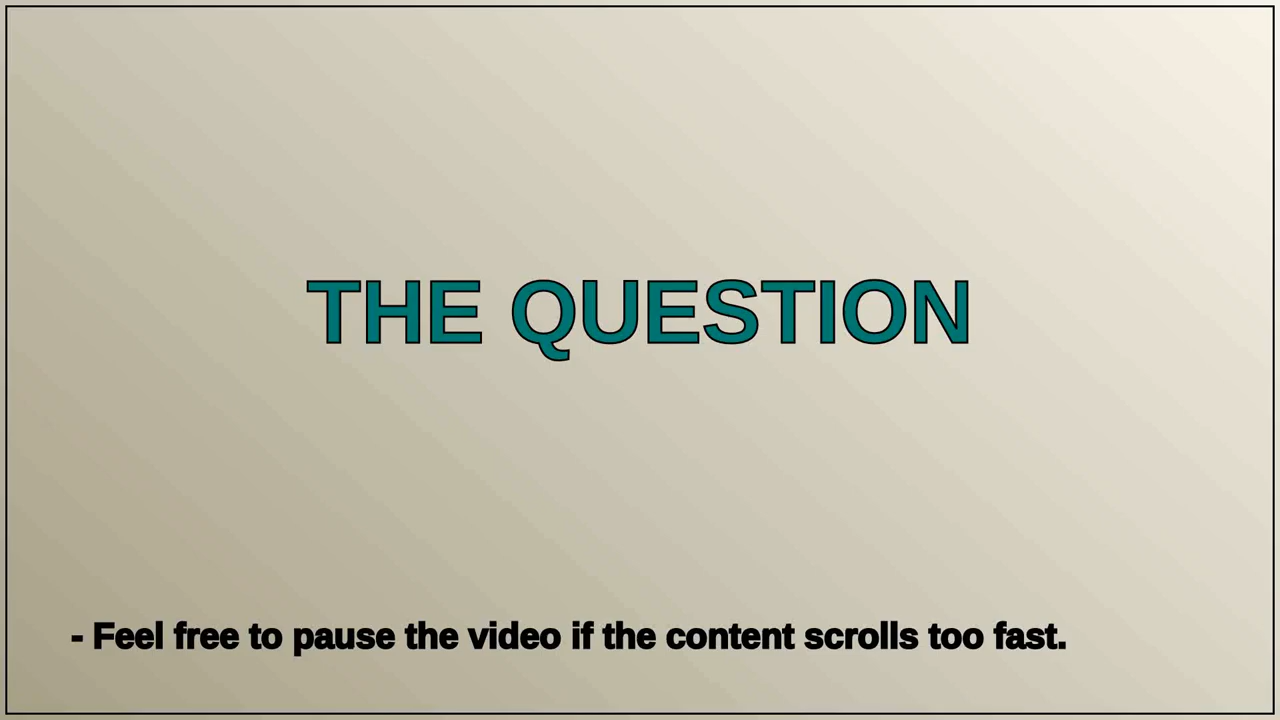 THE QUESTION
- Feel free to pause the video if the content scrolls too fast.